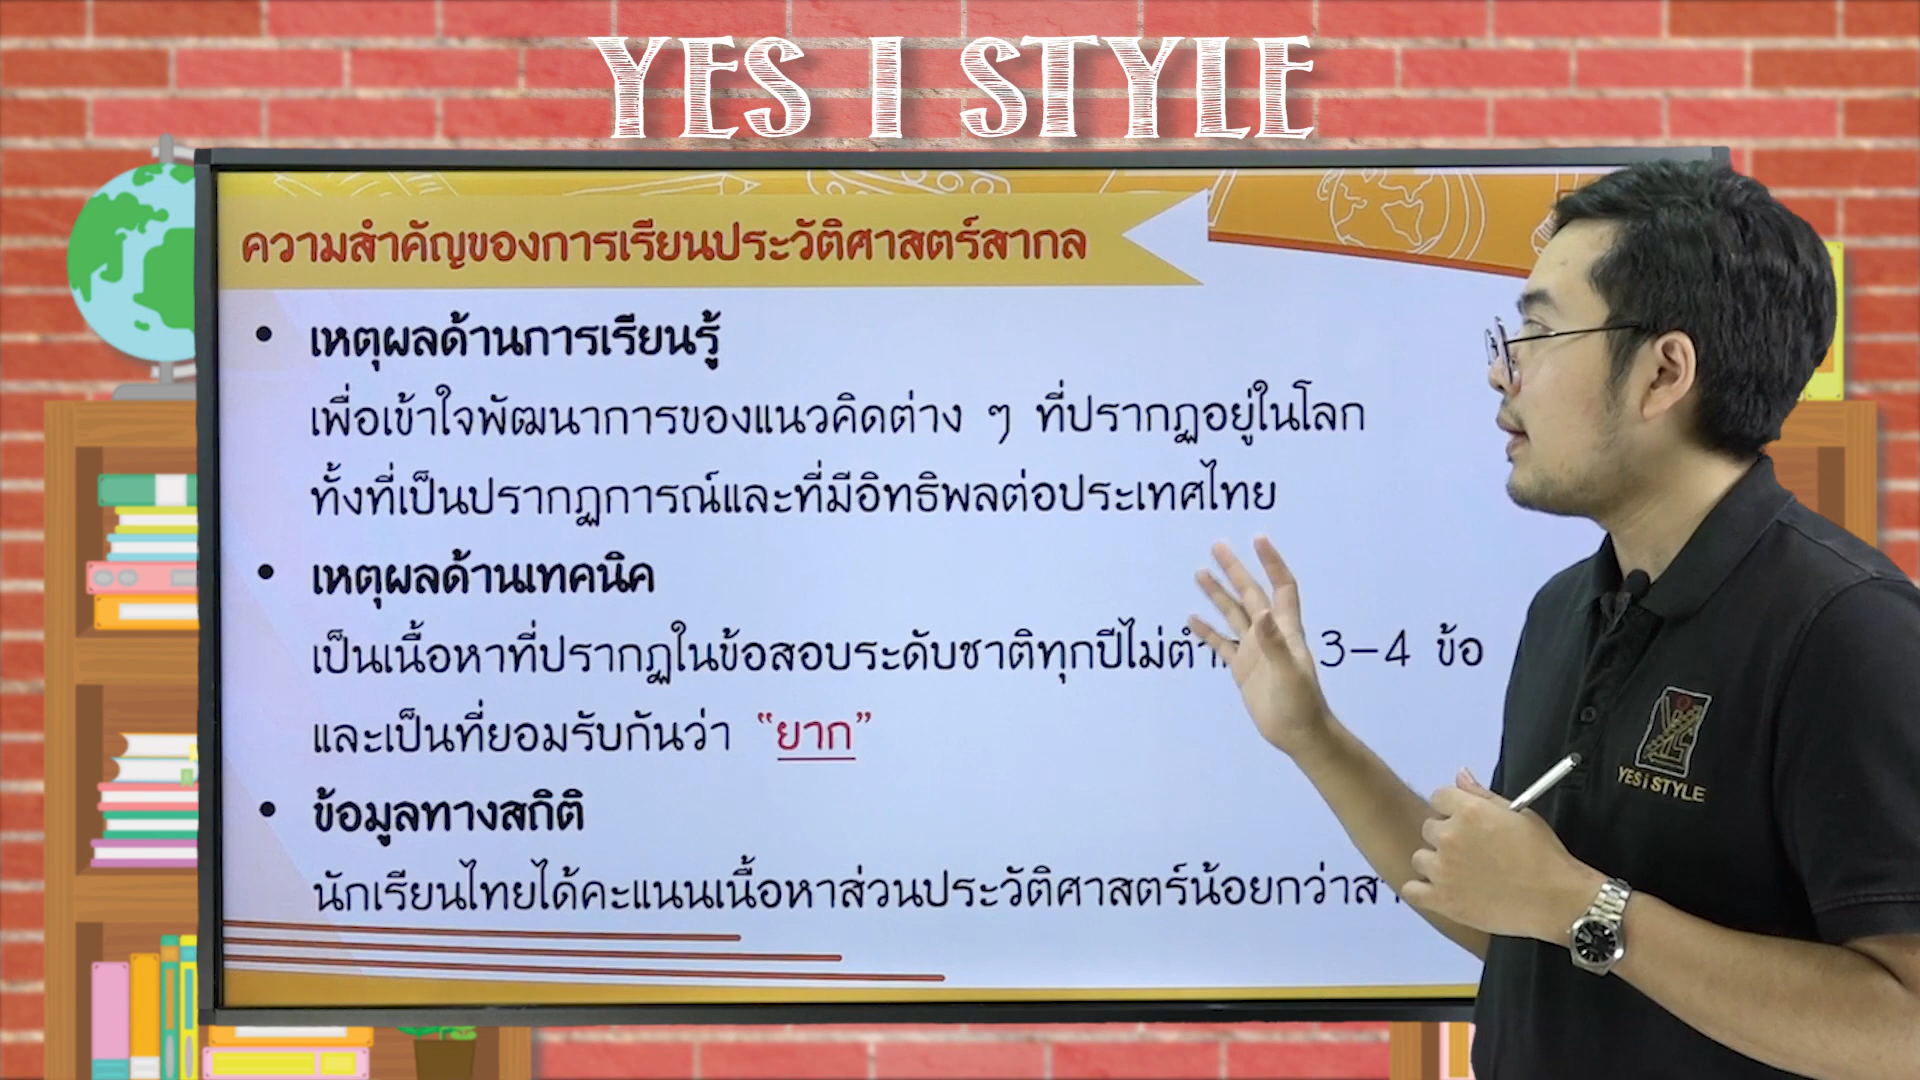 YES I STYLE
ความสำคัญของการเรียนประวัติศาสตร์สากล
• เหตุผลด้านการเรียนรู้
เพื่อเข้าใจพัฒนาการของแนวคิดต่าง ๆ ที่ปรากฏอยู่ในโลก
ทั้งที่เป็นปรากฏการณ์และที่มีอิทธิพลต่อประเทศไทย
• เหตุผลด้านเทคนิค
เป็นเนื้อหาที่ปรากฏในข้อสอบระดับชาติทุกปีไม่ 3-4 ข้อ
และเป็นที่ยอมรับกันว่า “ยาก”
• ข้อมูลทางสถิติ
นักเรียนไทยได้คะแนนเนื้อหาส่วนประวัติศาสตร์น้อยกว่า
YES i STYLE